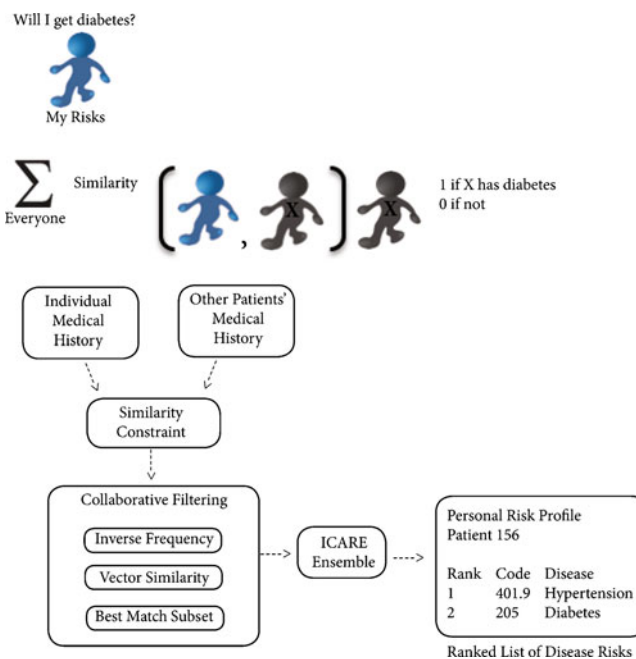 Will I get diabetes?
My Risks
∑
Everyone
Similarity
( X , ) X
1 if X has diabetes
0 if not
Individual
Medical
History
Other Patients'
Medical
History
Similarity
Constraint
Collaborative Filtering
Inverse Frequency
Vector Similarity
Best Match Subset
ICARE
Ensemble
Personal Risk Profile
Patient 156
Rank Code Disease
1 401.9 Hypertension
2 205 Diabetes
Ranked List of Disease Risks